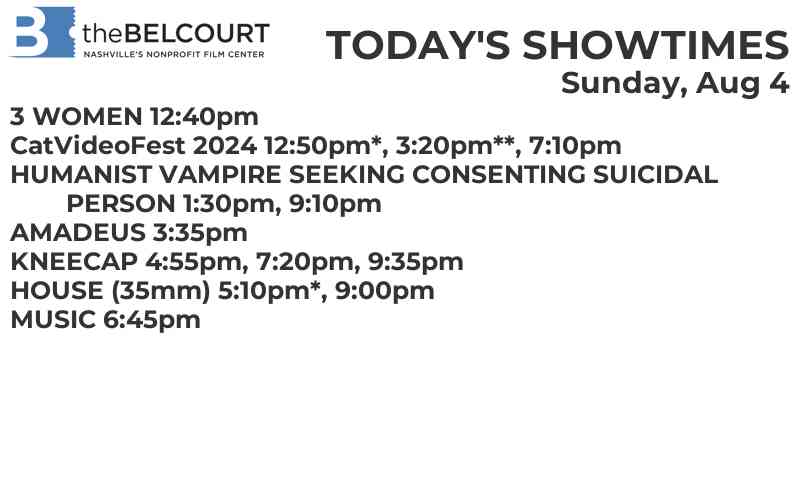 B theBELCOURT
NASHVILLE'S NONPROFIT FILM CENTER
TODAY'S SHOWTIMES
Sunday, Aug 4
3 WOMEN 12:40pm
CatVideoFest 2024 12:50pm*, 3:20pm**, 7:10pm
HUMANIST VAMPIRE SEEKING CONSENTING SUICIDAL
PERSON 1:30pm, 9:10pm
AMADEUS 3:35pm
KNEECAP 4:55pm, 7:20pm, 9:35pm
HOUSE (35mm) 5:10pm*, 9:00pm
MUSIC 6:45pm